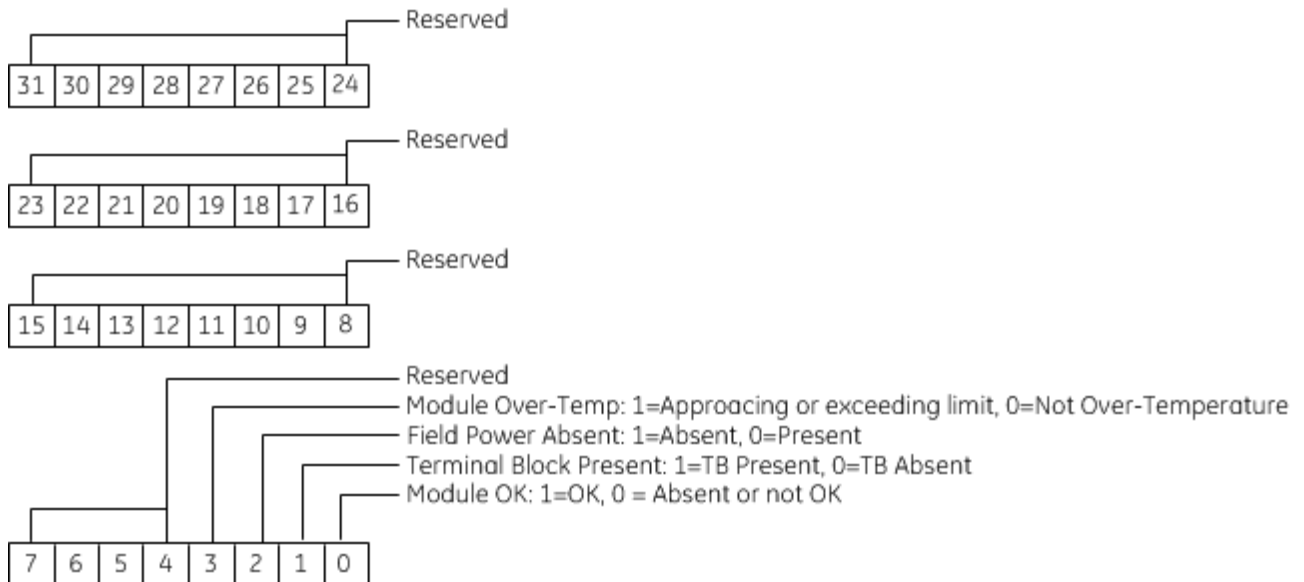 Reserved
31 30 29 28 27 26 25 24
Reserved
23 22 21 20 19 18 17 16
Reserved
15 14 13 12 11 10 9 8
Reserved
Module Over-Temp: 1=Approacing or exceeding limit, 0=Not Over-Temperature
Field Power Absent: 1=Absent, 0=Present
Terminal Block Present: 1=TB Present, 0=TB Absent
Module OK: 1=OK, 0 = Absent or not OK
7 6 5 4 3 2 1 0